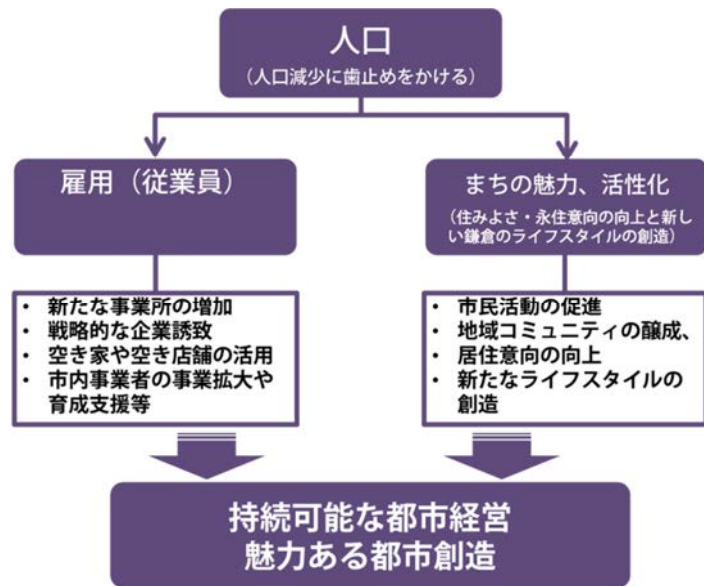 人口
(人口減少に歯止めをかける)
雇用（従業員）
まちの魅力、活性化
(住みよさ・永住意向の向上と新し
い鎌倉のライフスタイルの創造)
• 新たな事業所の増加
• 戦略的な企業誘致
• 空き家や空き店舗の活用
• 市内事業者の事業拡大や
育成支援等
• 市民活動の促進
• 地域コミュニティの醸成、
• 居住意向の向上
• 新たなライフスタイルの
創造
持続可能な都市経営
魅力ある都市創造